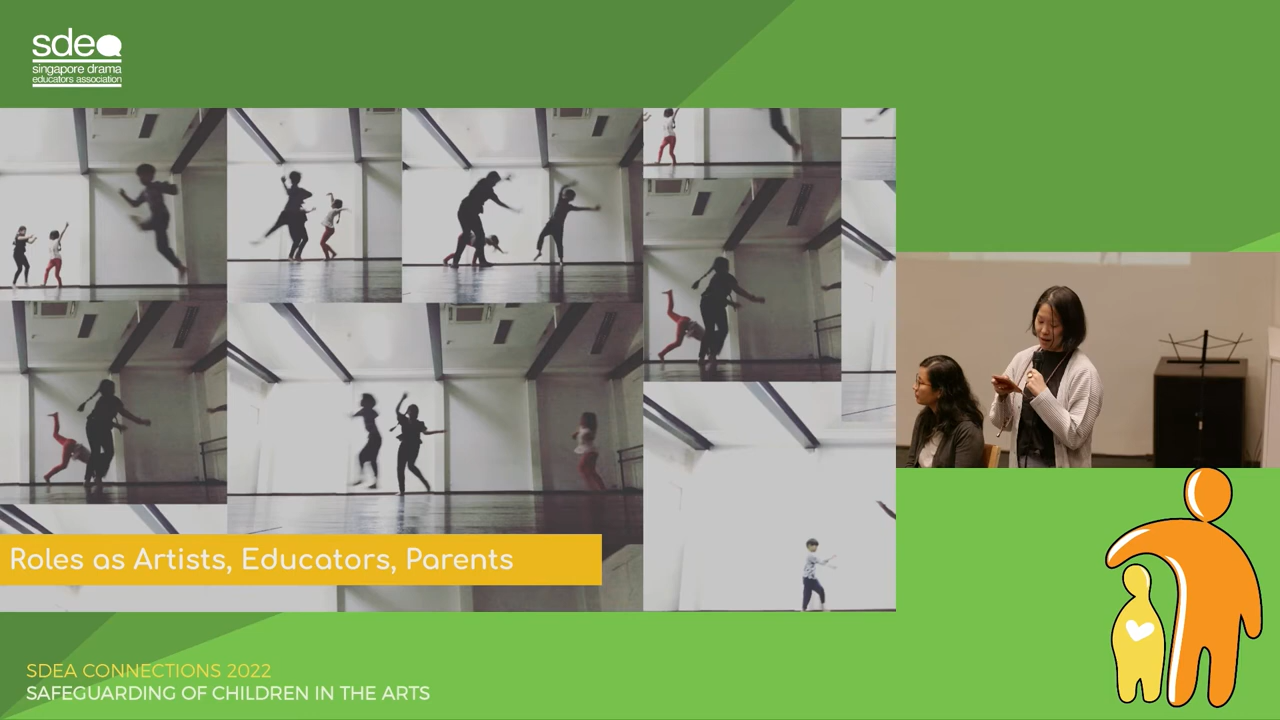 sdea
singapore drama
educators association
Roles as Artists, Educators, Parents
SDEA CONNECTIONS 2022
SAFEGUARDING OF CHILDREN IN THE ARTS